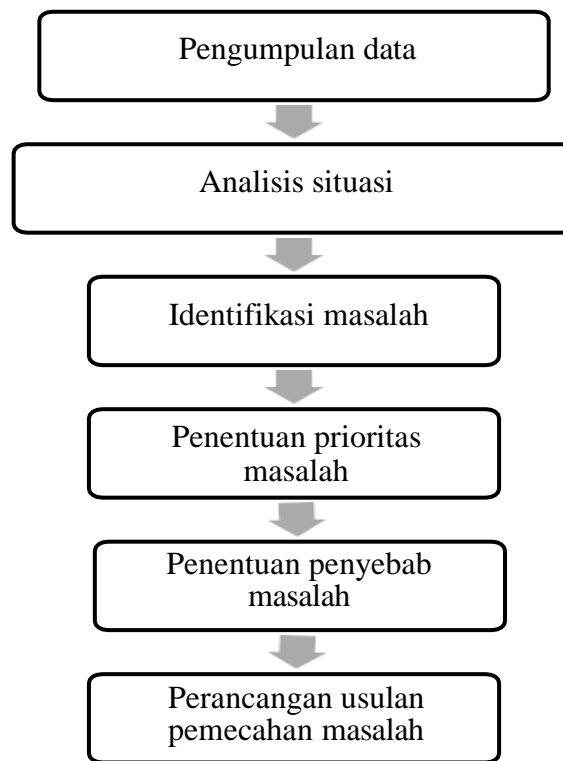 Pengumpulan data
Analisis situasi
Identifikasi masalah
Penentuan prioritas
masalah
Penentuan penyebab
masalah
Perancangan usulan
pemecahan masalah